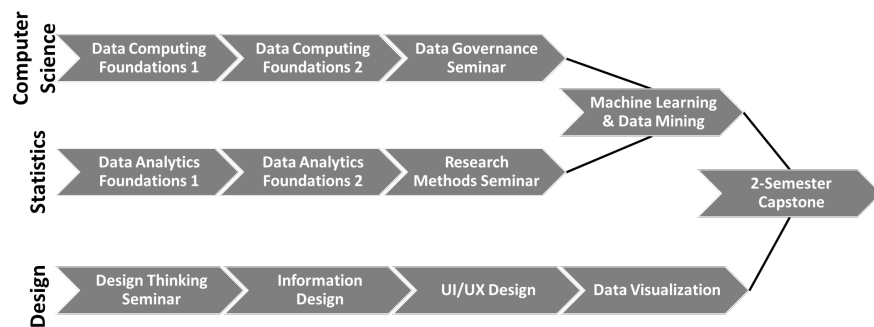 Computer
Science
Data Computing
Foundations 1
Data Computing
Foundations 2
Data Governance
Seminar
Machine Learning
& Data Mining
Statistics
Data Analytics
Foundations 1
Data Analytics
Foundations 2
Research
Methods Seminar
2-Semester
Capstone
Design
Design Thinking
Seminar
Information
Design
UI/UX Design
Data Visualization